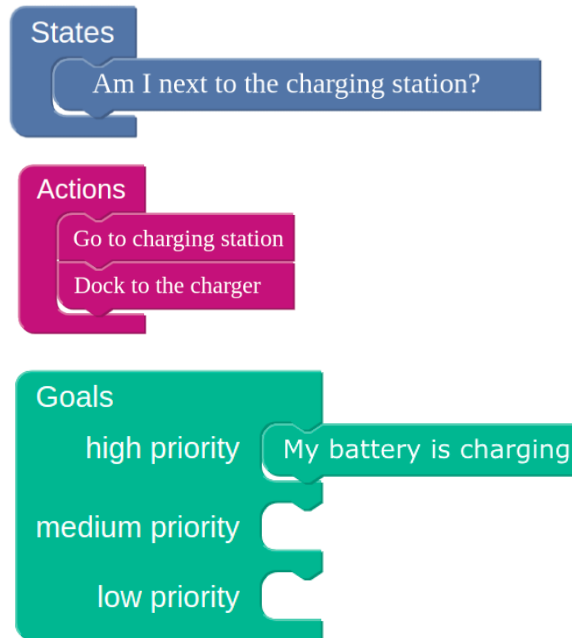 States
Am I next to the charging station?
Actions
Go to charging station
Dock to the charger
Goals
high priority
My battery is charging
medium priority
low priority